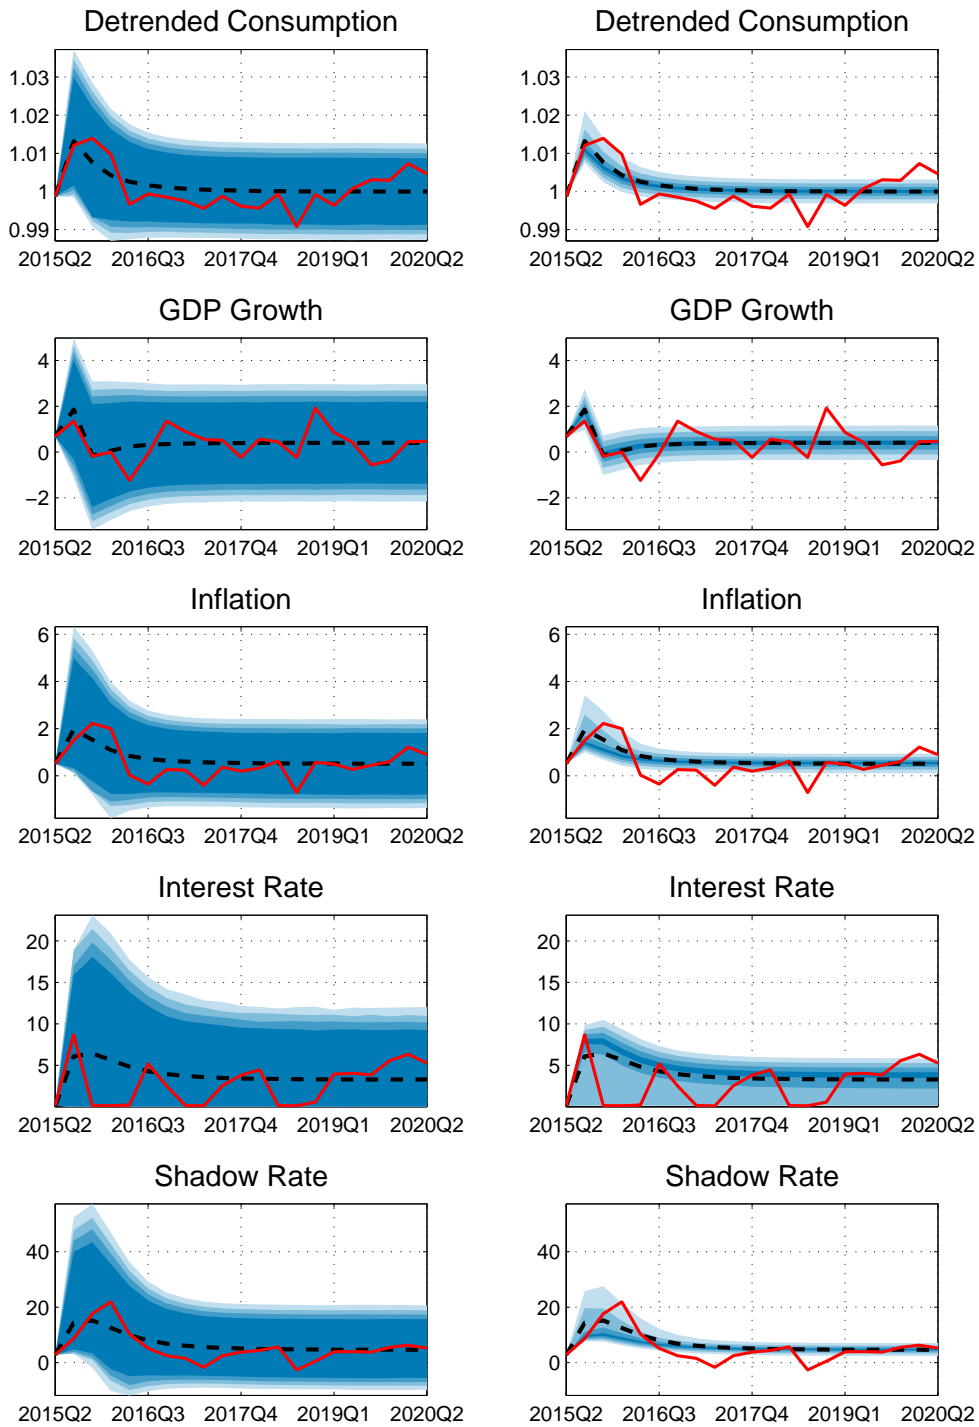 Detrended Consumption Detrended Consumption
1.03 1.03
1.02 1.02
1.01 1.01
1 1
0.99 0.99
2015Q2 2016Q3 2017Q4 2019Q1 2020Q2 2015Q2 2016Q3 2017Q4 2019Q1 2020Q2
GDP Growth GDP Growth
4 4
2 2
0 0
−2 −2
2015Q2 2016Q3 2017Q4 2019Q1 2020Q2 2015Q2 2016Q3 2017Q4 2019Q1 2020Q2
Inflation Inflation
6 6
4 4
2 2
0 0
2015Q2 2016Q3 2017Q4 2019Q1 2020Q2 2015Q2 2016Q3 2017Q4 2019Q1 2020Q2
Interest Rate Interest Rate
20 20
15 15
10 10
5 5
2015Q2 2016Q3 2017Q4 2019Q1 2020Q2 2015Q2 2016Q3 2017Q4 2019Q1 2020Q2
Shadow Rate Shadow Rate
40 40
20 20
0 0
2015Q2 2016Q3 2017Q4 2019Q1 2020Q2 2015Q2 2016Q3 2017Q4 2019Q1 2020Q2